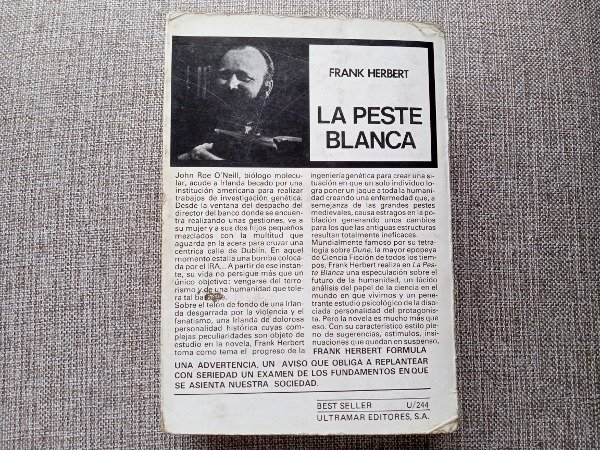 FRANK HERBERT
LA PESTE
BLANCA
John Roe O'Neill, biólogo molecu-
lar, acude a Irlanda becado por una
institución americana para realizar
trabajos de investigación genética.
Desde la ventana del despacho del
director del banco donde se encuen-
tra realizando unas gestiones, ve a
su mujer y a sus dos hijos pequeños
mezclados con la multitud que
aguarda en la acera para cruzar una
céntrica calle de Dublín. En aquel
momento estalla una bomba coloca-
da por el IRA... A partir de ese instan-
te, su vida no persigue más que un
único objetivo: vengarse del terro-
rismo y de una humanidad que tole-
ra tal
Sobre el telón de fondo de una Irlan-
da desgarrada por la violencia y el
fanatismo, una Irlanda de dolorosa
personalidad histórica cuyas com-
plejas peculiaridades son objeto de
estudio en la novela, Frank Herbert
toma como tema el progreso de la
ingeniería genética para crear una si-
tuación en que un solo individuo lo-
gra poner un jaque a toda la humani-
dad creando una enfermedad que, a
semejanza de las grandes pestes
medievales, causa estragos en la po-
blación generando unos cambios
para los que las antiguas estructuras
resultan totalmente ineficaces.
Mundialmente famoso por su tetra-
logía sobre Dune, la mayor epopeya
de Ciencia Ficción de todos los tiem-
pos, Frank Herbert realiza en La Pes-
te Blanca una especulación sobre el
futuro de la humanidad, un lúcido
análisis del papel de la ciencia en el
mundo en que vivimos y un pene-
trante estudio psicológico de la diso-
ciada personalidad del protagonis-
ta. Pero la novela es mucho más que
eso. Con su característico estilo ple-
no de sugerencias, estímulos, insi-
nuaciones que quedan en suspenso,
FRANK HERBERT FORMULA
UNA ADVERTENCIA, UN AVISO QUE OBLIGA A REPLANTEAR
CON SERIEDAD UN EXAMEN DE LOS FUNDAMENTOS EN QUE
SE ASIENTA NUESTRA SOCIEDAD.
BEST SELLER U/244
ULTRAMAR EDITORES, S.A.